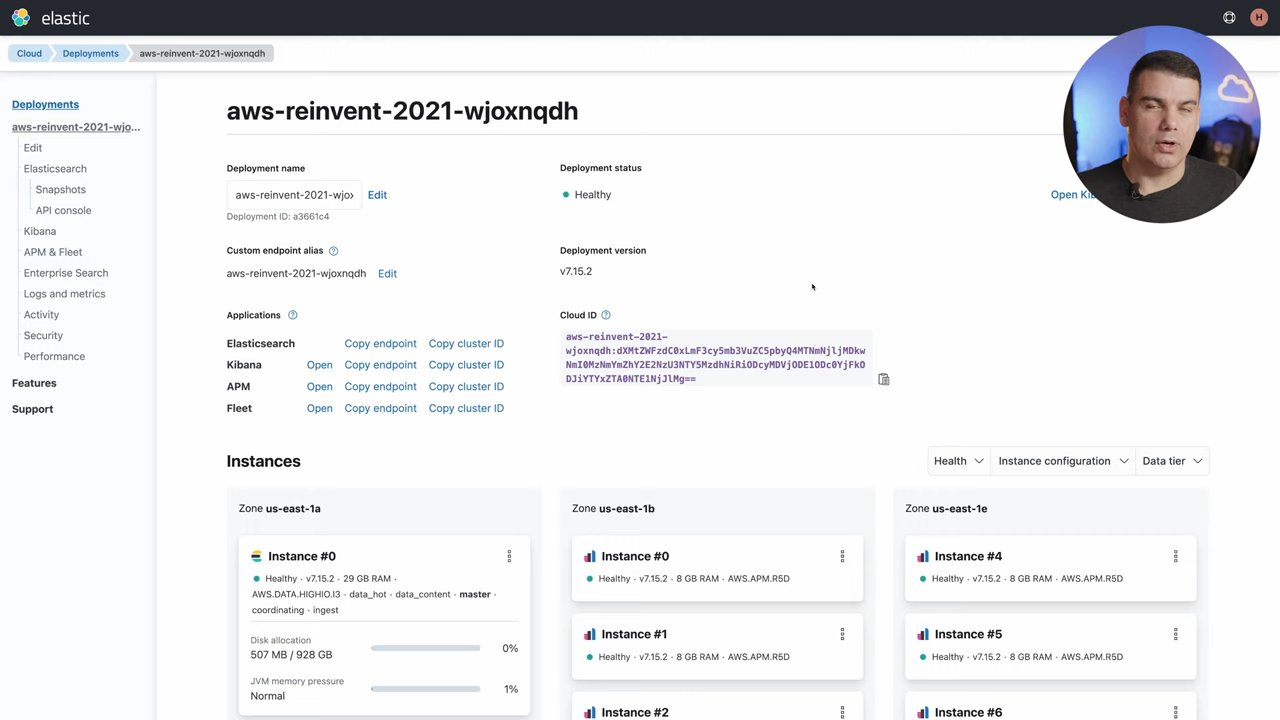 elastic
H
Cloud
Deployments
aws-reinvent-2021-wjoxnqdh
Deployments
aws-reinvent-2021-wjo...
Edit
Elasticsearch
Snapshots
API console
Kibana
APM & Fleet
Enterprise Search
Logs and metrics
Activity
Security
Performance
Features
Support
aws-reinvent-2021-wjoxnqdh
Deployment name
aws-reinvent-2021-wjo
Edit
Deployment ID: a3661c4
Deployment status
Healthy
Open Ki
Custom endpoint alias
aws-reinvent-2021-wjoxnqdh
Edit
Deployment version
v7.15.2
Applications
Elasticsearch Copy endpoint Copy cluster ID
Kibana Open Copy endpoint Copy cluster ID
APM Open Copy endpoint Copy cluster ID
Fleet Open Copy endpoint Copy cluster ID
Cloud ID
aws-reinvent-2021-
wjoxnqdh:dXMtZWFzdC0xLmF3cy5mb3VuZC5pbyQ4MTNmNjljMDkw
NmI0MzNmYmZhY2E2NzU3NTY5MzdhNiRiODcyMDVjODE1ODc0YjFkO
DJiYTYxZTA0NTE1NjJlMg==
Instances
Health
Instance configuration
Data tier
Zone us-east-1a
Instance #0
Healthy · v7.15.2 · 29 GB RAM ·
AWS.DATA.HIGHIO.I3 · data_hot · data_content · master ·
coordinating · ingest
Disk allocation
507 MB / 928 GB
0%
JVM memory pressure
Normal
1%
Zone us-east-1b
Instance #0
Healthy · v7.15.2 · 8 GB RAM · AWS.APM.R5D
Instance #1
Healthy · v7.15.2 · 8 GB RAM · AWS.APM.R5D
Instance #2
Zone us-east-1e
Instance #4
Healthy · v7.15.2 · 8 GB RAM · AWS.APM.R5D
Instance #5
Healthy · v7.15.2 · 8 GB RAM · AWS.APM.R5D
Instance #6